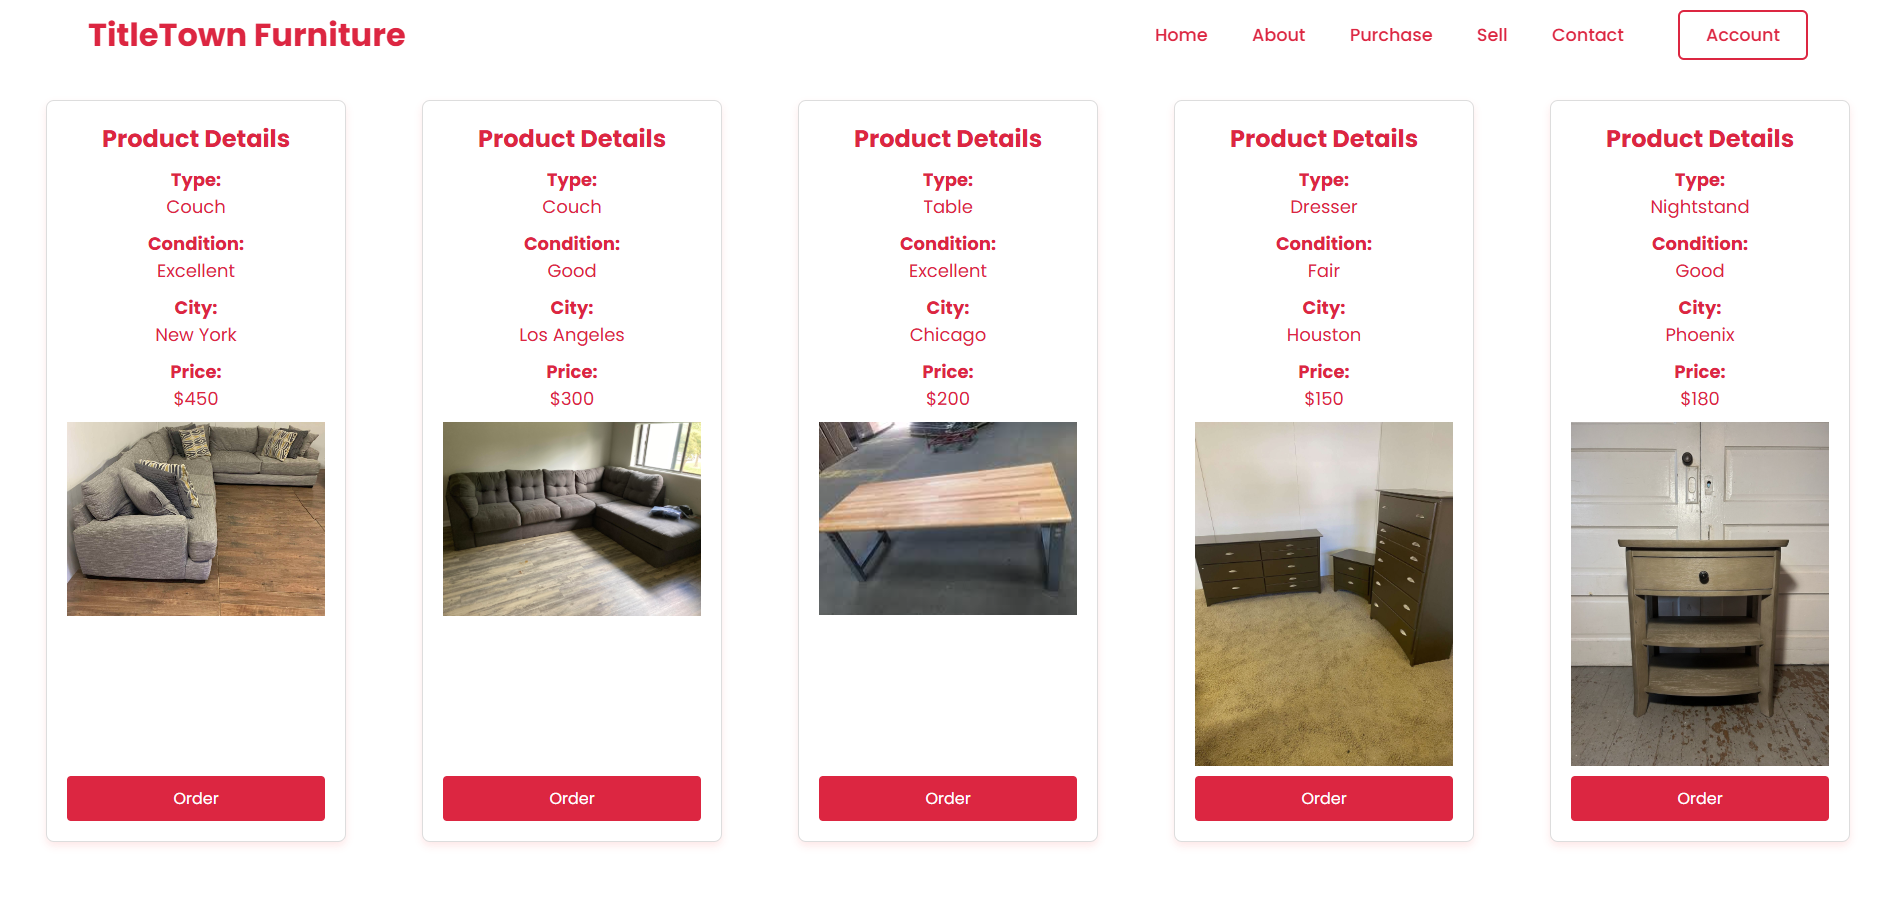 TitleTown Furniture
Home
About
Purchase
Sell
Contact
Account
Product Details
Type:
Couch
Condition:
Excellent
City:
New York
Price:
$450
Order
Product Details
Type:
Couch
Condition:
Good
City:
Los Angeles
Price:
$300
Order
Product Details
Type:
Table
Condition:
Excellent
City:
Chicago
Price:
$200
Order
Product Details
Type:
Dresser
Condition:
Fair
City:
Houston
Price:
$150
Order
Product Details
Type:
Nightstand
Condition:
Good
City:
Phoenix
Price:
$180
Order